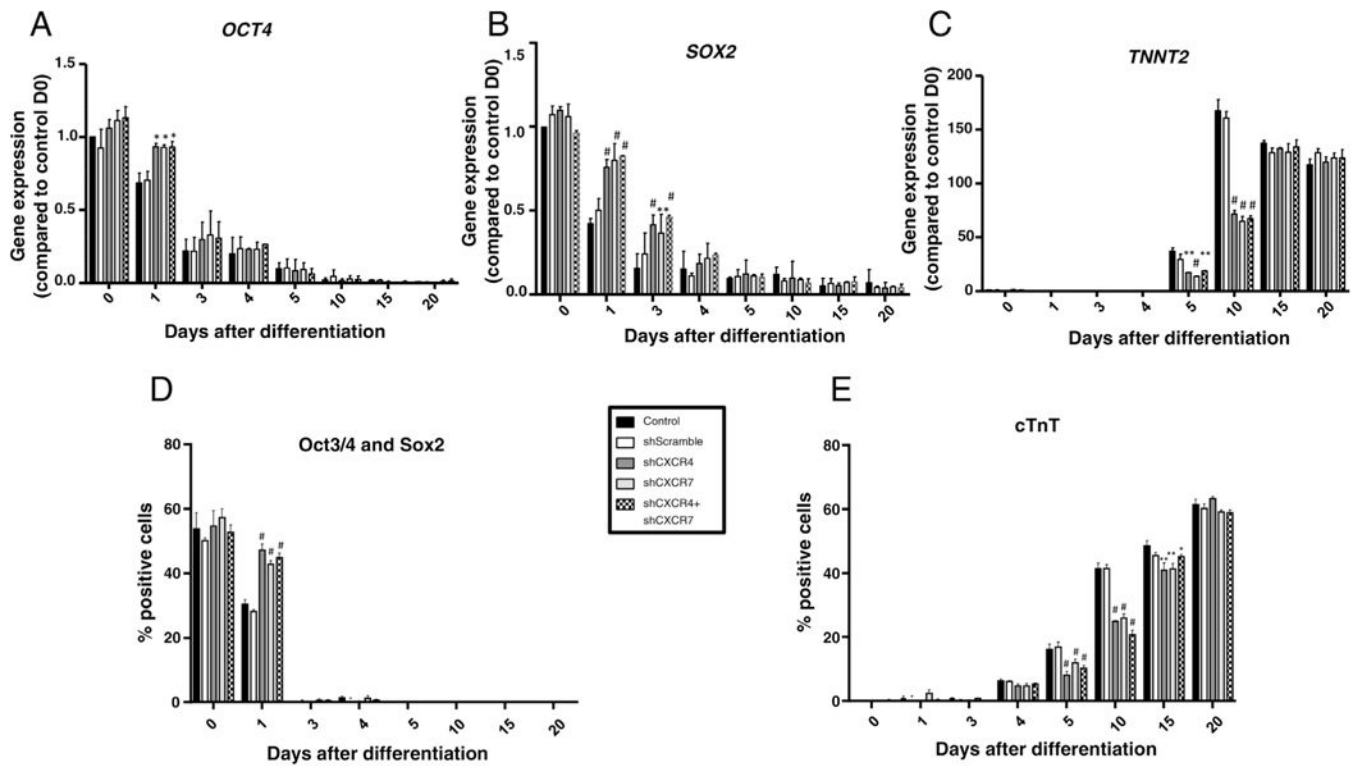 A
OCT4
Gene expression
(compared to control D0)
1.5
1.0
0.5
0.0
* * *
0 1 3 4 5 10 15 20
Days after differentiation
B
SOX2
Gene expression
(compared to control D0)
1.5
1.0
0.5
0.0
# # #
# ** #
0 1 3 4 5 10 15 20
Days after differentiation
C
TNNT2
Gene expression
(compared to control D0)
200
150
100
50
0
** # **
# # #
0 1 3 4 5 10 15 20
Days after differentiation
D
Oct3/4 and Sox2
% positive cells
80
60
40
20
0
# # #
0 1 3 4 5 10 15 20
Days after differentiation
Control
shScramble
shCXCR4
shCXCR7
shCXCR4+
shCXCR7
E
cTnT
% positive cells
80
60
40
20
0
# # #
# # #
** ** *
0 1 3 4 5 10 15 20
Days after differentiation